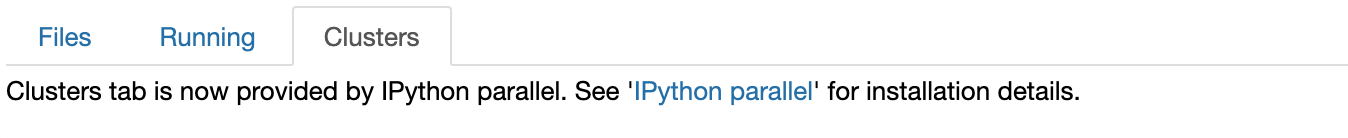 Files Running Clusters
Clusters tab is now provided by IPython parallel. See 'IPython parallel' for installation details.